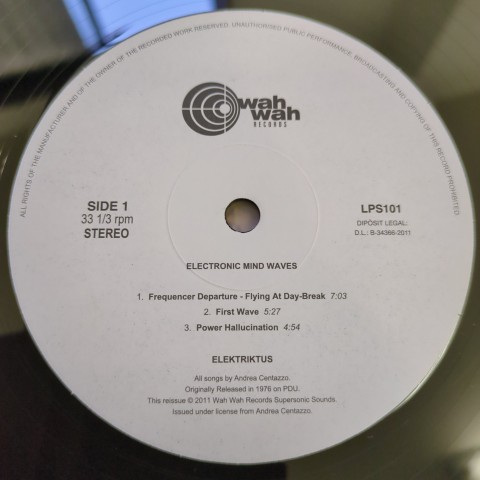 ALL RIGHTS OF THE MANUFACTURER AND OF THE OWNER OF THE RECORDED WORK RESERVED. UNAUTHORISED PUBLIC PERFORMANCE, BROADCASTING AND COPYING OF THIS RECORD PROHIBITED.
wah
wah
RECORDS
SIDE 1
33 1/3 rpm
STEREO
LPS101
DIPÒSIT LEGAL:
D.L.: B-34366-2011
ELECTRONIC MIND WAVES
1. Frequencer Departure - Flying At Day-Break 7:03
2. First Wave 5:27
3. Power Hallucination 4:54
ELEKTRIKTUS
All songs by Andrea Centazzo.
Originally Released in 1976 on PDU.
This reissue © 2011 Wah Wah Records Supersonic Sounds.
Issued under license from Andrea Centazzo.